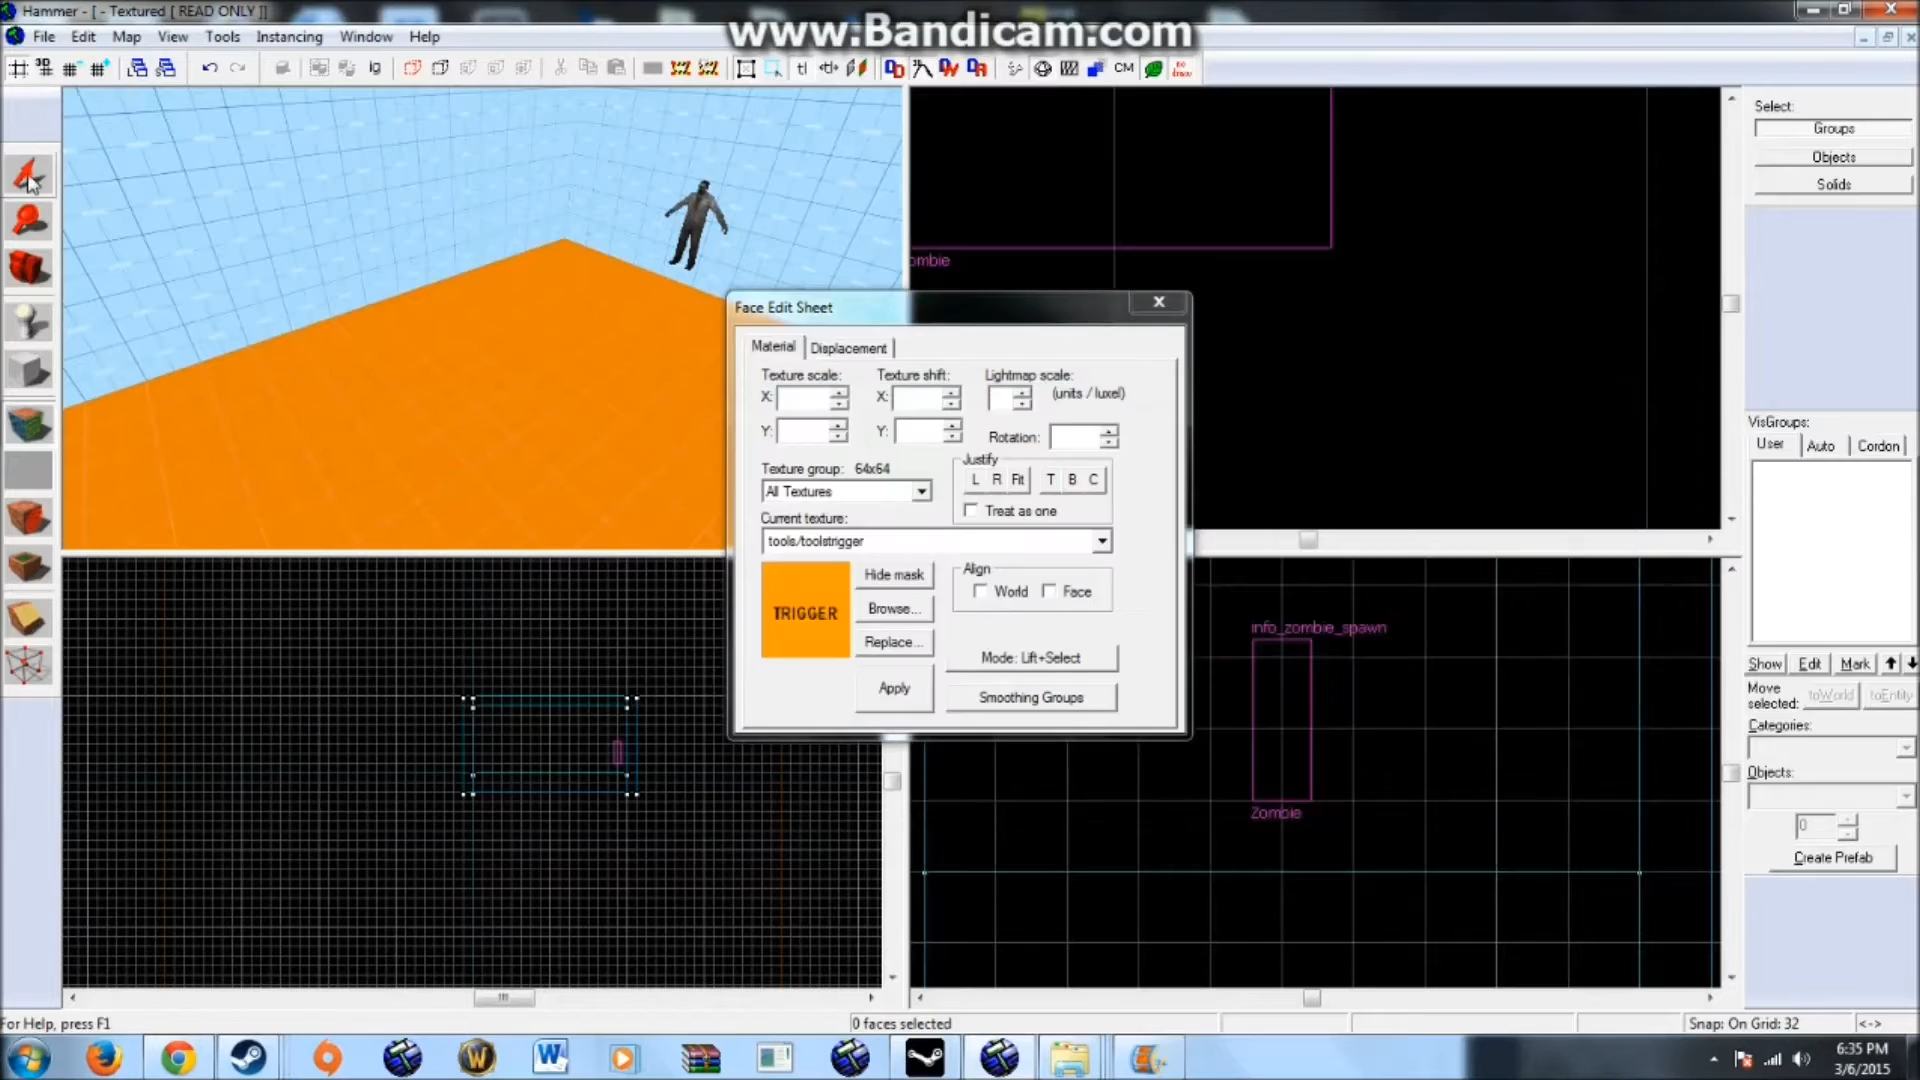 Hammer - [ - Textured [ READ ONLY ]]
www.Bandicam.com
File Edit Map View Tools Instancing Window Help
Ig
tl
CM
Select:
Groups
Objects
Solids
ombie
Face Edit Sheet
Material Displacement
Texture scale: Texture shift: Lightmap scale:
X: X: (units / luxel)
Y: Y: Rotation:
Texture group: 64x64
Justify
L R Fit T B C
All Textures
Treat as one
Current texture:
tools/toolstrigger
TRIGGER
Hide mask
Align
World Face
Browse...
Replace...
Mode: Lift+Select
Apply
Smoothing Groups
info_zombie_spawn
Zombie
VisGroups:
User Auto Cordon
Show Edit Mark
Move selected: toWorld toEntity
Categories:
Objects:
0
Create Prefab
For Help, press F1
0 faces selected
Snap: On Grid: 32 <->
6:35 PM
3/6/2015